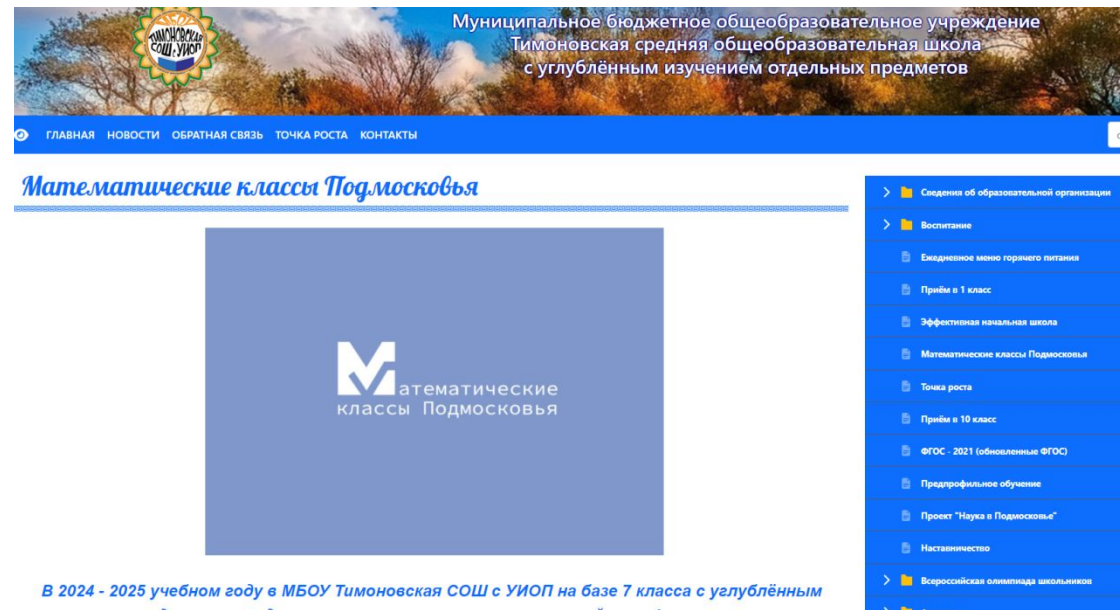 ТИМОНОВСКАЯ
СОШ с УИОП
Муниципальное бюджетное общеобразовательное учреждение
Тимоновская средняя общеобразовательная школа
с углублённым изучением отдельных предметов
ГЛАВНАЯ НОВОСТИ ОБРАТНАЯ СВЯЗЬ ТОЧКА РОСТА КОНТАКТЫ
Математические классы Подмосковья
Математические
классы Подмосковья
В 2024 - 2025 учебном году в МБОУ Тимоновская СОШ с УИОП на базе 7 класса с углублённым
Сведения об образовательной организации
Воспитание
Ежедневное меню горячего питания
Приём в 1 класс
Эффективная начальная школа
Математические классы Подмосковья
Точка роста
Приём в 10 класс
ФГОС - 2021 (обновленные ФГОС)
Предпрофильное обучение
Проект "Наука в Подмосковье"
Наставничество
Всероссийская олимпиада школьников